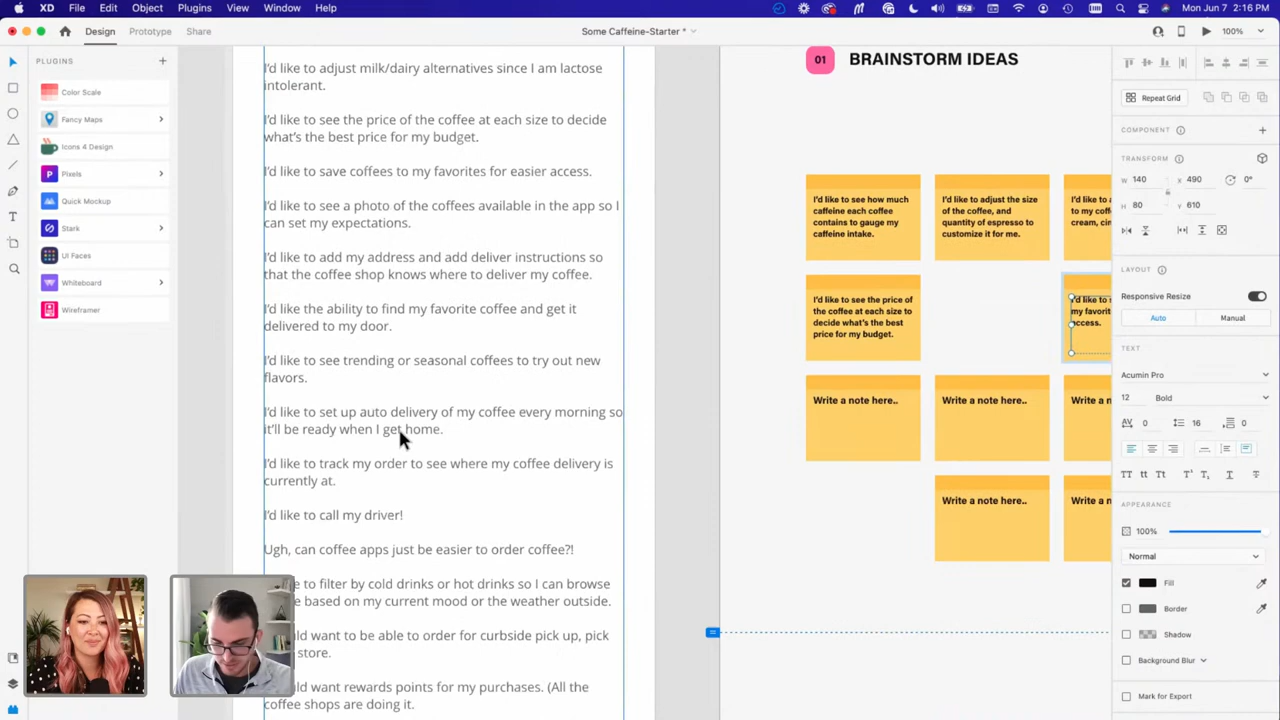 XD File Edit Object Plugins View Window Help
Mon Jun 7 2:16 PM
Design Prototype Share
Some Caffeine-Starter *
100%
PLUGINS
Color Scale
Fancy Maps
Icons 4 Design
Pixels
Quick Mockup
Stark
UI Faces
Whiteboard
Wireframer
I'd like to adjust milk/dairy alternatives since I am lactose
intolerant.
I'd like to see the price of the coffee at each size to decide
what's the best price for my budget.
I'd like to save coffees to my favorites for easier access.
I'd like to see a photo of the coffees available in the app so I
can set my expectations.
I'd like to add my address and add deliver instructions so
that the coffee shop knows where to deliver my coffee.
I'd like the ability to find my favorite coffee and get it
delivered to my door.
I'd like to see trending or seasonal coffees to try out new
flavors.
I'd like to set up auto delivery of my coffee every morning so
it'll be ready when I get home.
I'd like to track my order to see where my coffee delivery is
currently at.
I'd like to call my driver!
Ugh, can coffee apps just be easier to order coffee?!
to filter by cold drinks or hot drinks so I can browse
based on my current mood or the weather outside.
want to be able to order for curbside pick up, pick
store.
want rewards points for my purchases. (All the
coffee shops are doing it.
01 BRAINSTORM IDEAS
I'd like to see how much
caffeine each coffee
contains to gauge my
caffeine intake.
I'd like to adjust the size
of the coffee, and
quantity of espresso to
customize it for me.
I'd like to
to my
cream,
I'd like to see the price of
the coffee at each size to
decide what's the best
price for my budget.
I'd like to
my
access.
Write a note here..
Write a note here..
Write a
Write a note here..
Write a
Repeat Grid
COMPONENT
TRANSFORM
W 140 X 490 0°
H 80 Y 610
LAYOUT
Responsive Resize
Auto Manual
TEXT
Acumin Pro
12 Bold
AV 0 16 0
TT tt Tt T¹ T₁ T T
APPEARANCE
100%
Normal
Fill
Border
Shadow
Background Blur
Mark for Export